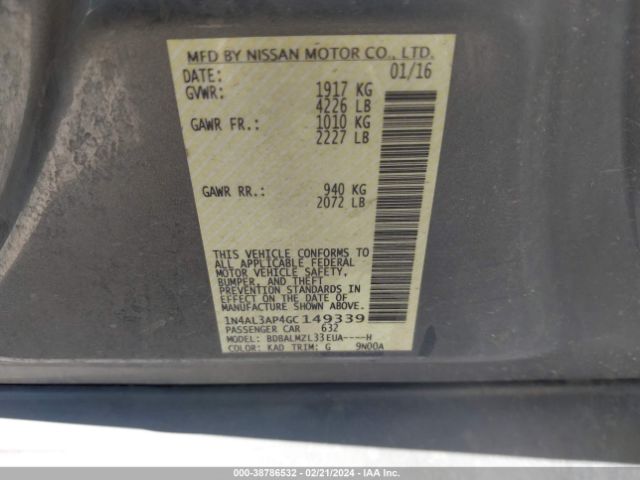 MFD BY NISSAN MOTOR CO., LTD.
DATE: 01/16
GVWR: 1917 KG
4226 LB
GAWR FR.: 1010 KG
2227 LB
GAWR RR.: 940 KG
2072 LB
THIS VEHICLE CONFORMS TO
ALL APPLICABLE FEDERAL
MOTOR VEHICLE SAFETY,
BUMPER, AND THEFT
PREVENTION STANDARDS IN
EFFECT ON THE DATE OF
MANUFACTURE SHOWN ABOVE.
1N4AL3AP4GC149339
PASSENGER CAR 632
MODEL: BDBALMZL33EUA----H
COLOR: KAD TRIM: G 9N00A
000-38786532 - 02/21/2024 - IAA Inc.